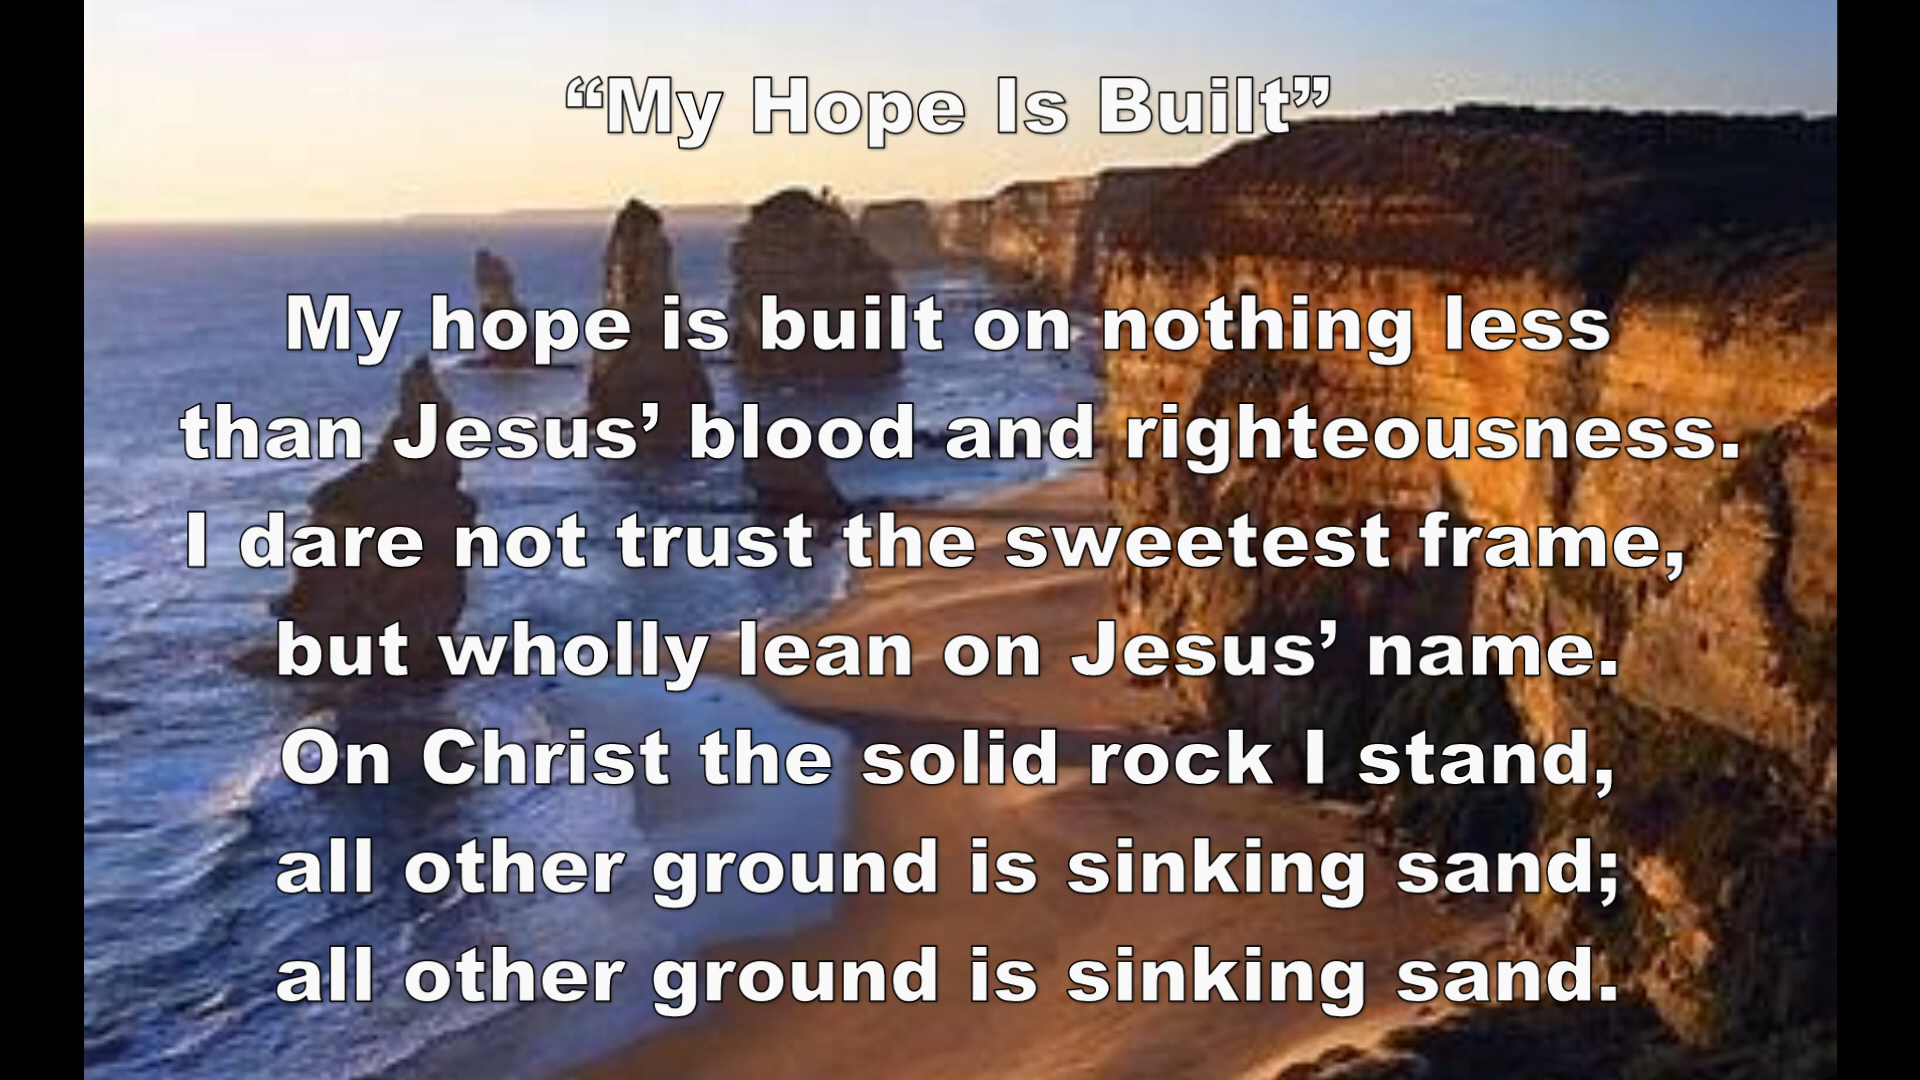 “My Hope Is Built”
My hope is built on nothing less
than Jesus’ blood and righteousness.
I dare not trust the sweetest frame,
but wholly lean on Jesus’ name.
On Christ the solid rock I stand,
all other ground is sinking sand;
all other ground is sinking sand.